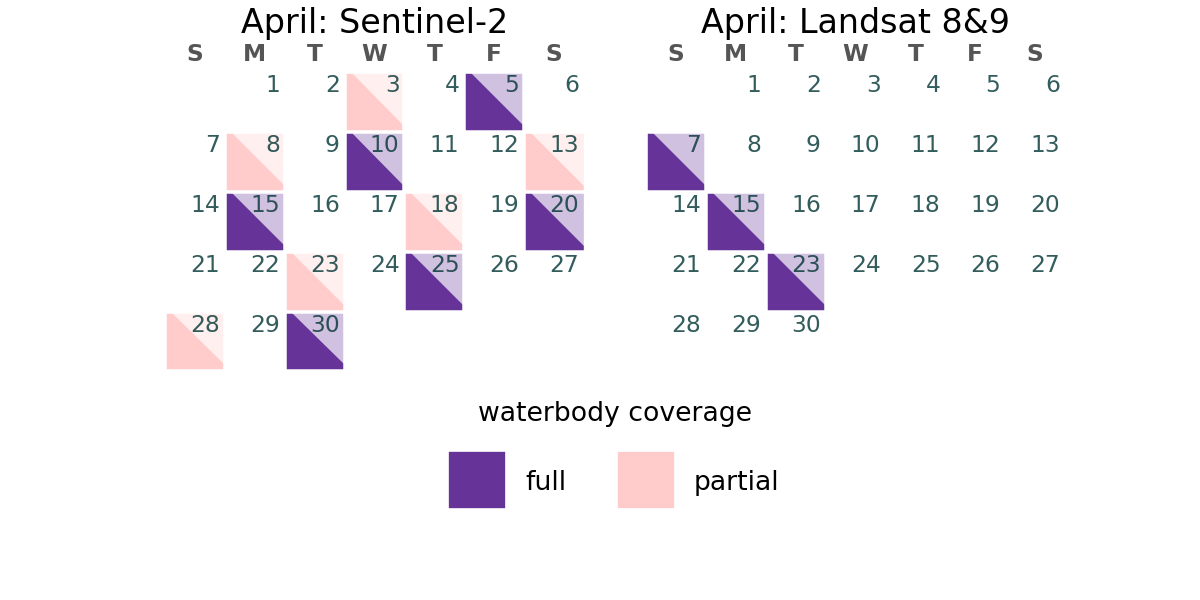 April: Sentinel-2
S M T W T F S
1 2 3 4 5 6
7 8 9 10 11 12 13
14 15 16 17 18 19 20
21 22 23 24 25 26 27
28 29 30
April: Landsat 8&9
S M T W T F S
1 2 3 4 5 6
7 8 9 10 11 12 13
14 15 16 17 18 19 20
21 22 23 24 25 26 27
28 29 30
waterbody coverage
full partial